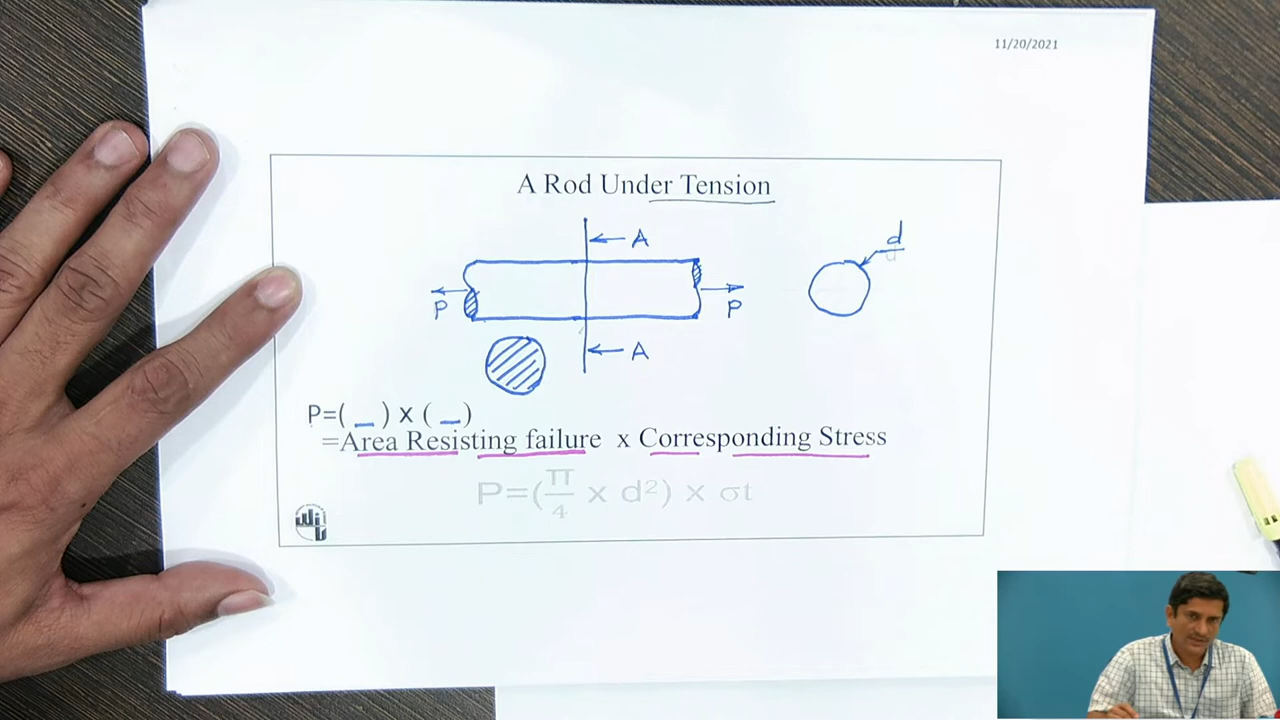 11/20/2021
A Rod Under Tension
A
d
P
P
A
P=( _ ) x ( _ )
=Area Resisting failure x Corresponding Stress
P=(π/4 x d²) x σt